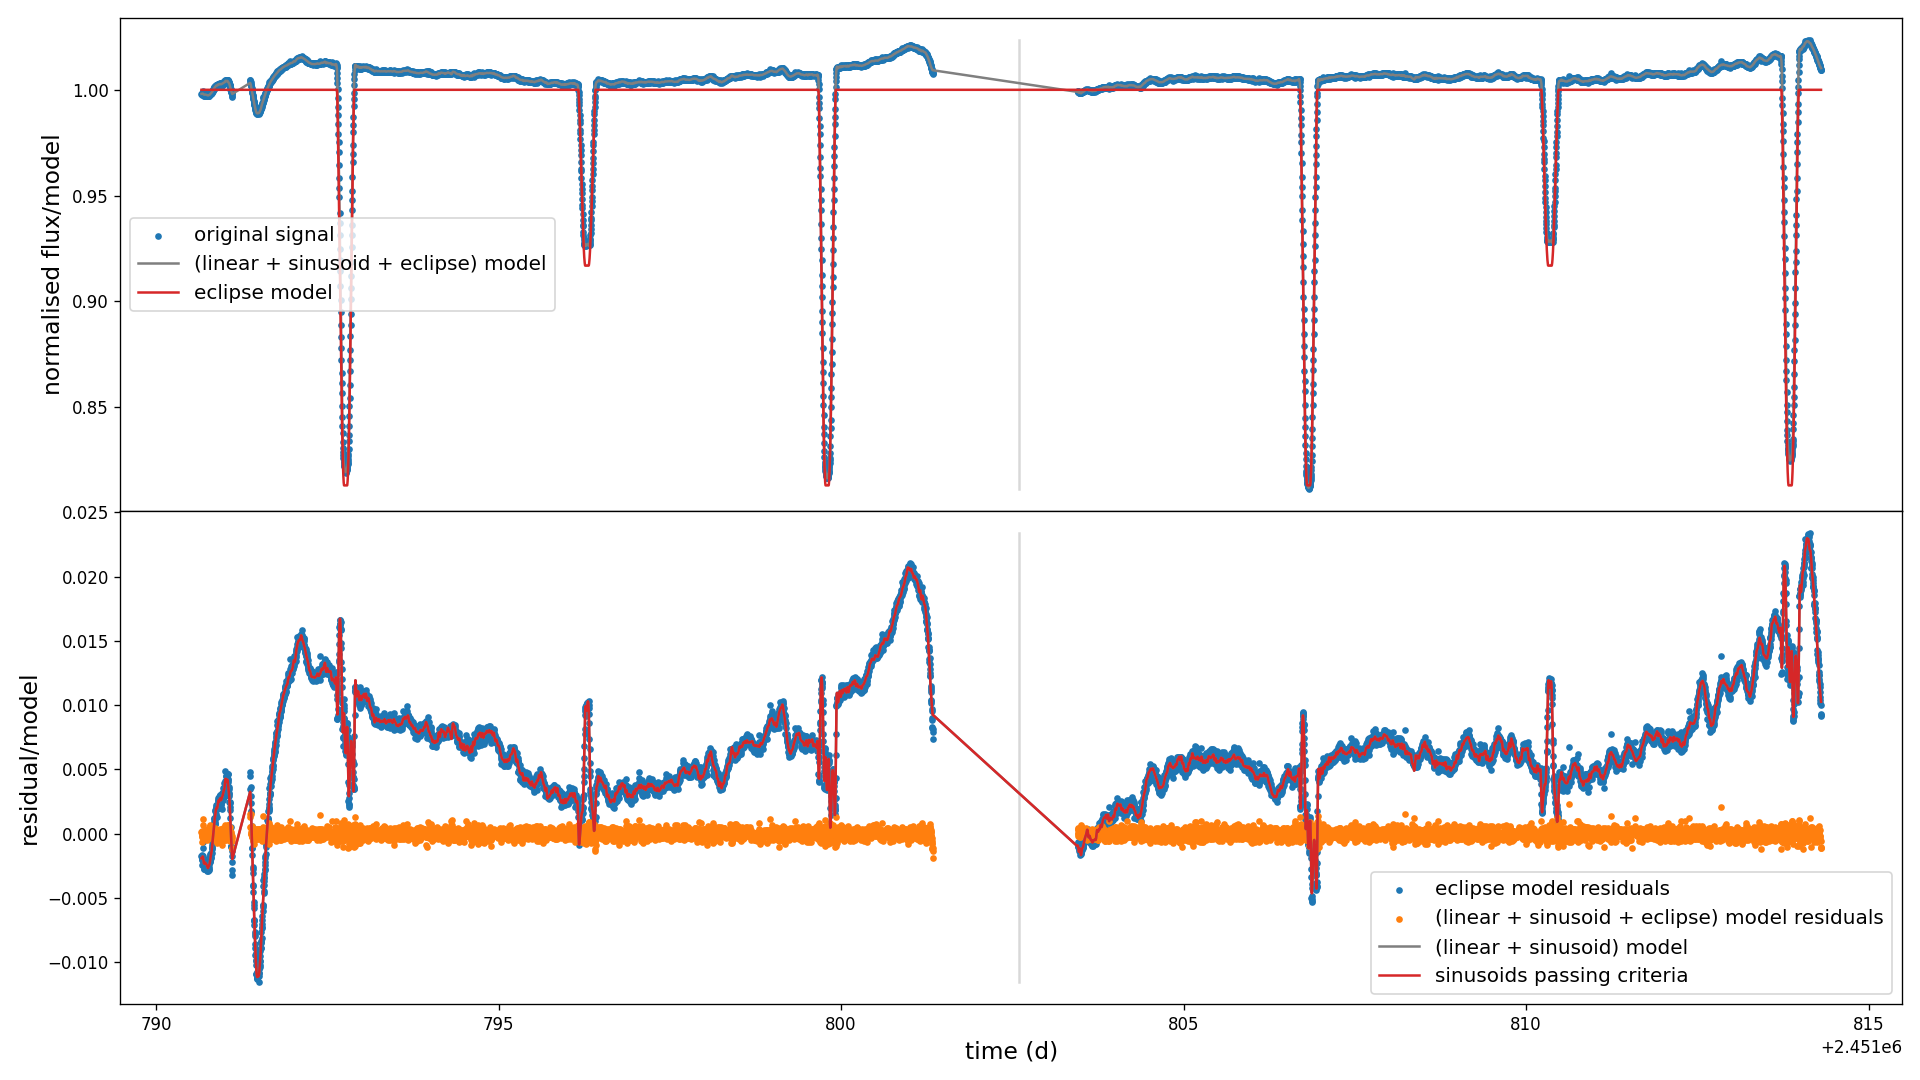 1.00
0.95
0.90
0.85
normalised flux/model
original signal
(linear + sinusoid + eclipse) model
eclipse model
0.025
0.020
0.015
0.010
0.005
0.000
−0.005
−0.010
residual/model
eclipse model residuals
(linear + sinusoid + eclipse) model residuals
(linear + sinusoid) model
sinusoids passing criteria
790
795
800
805
810
815
time (d)
+2.451e6